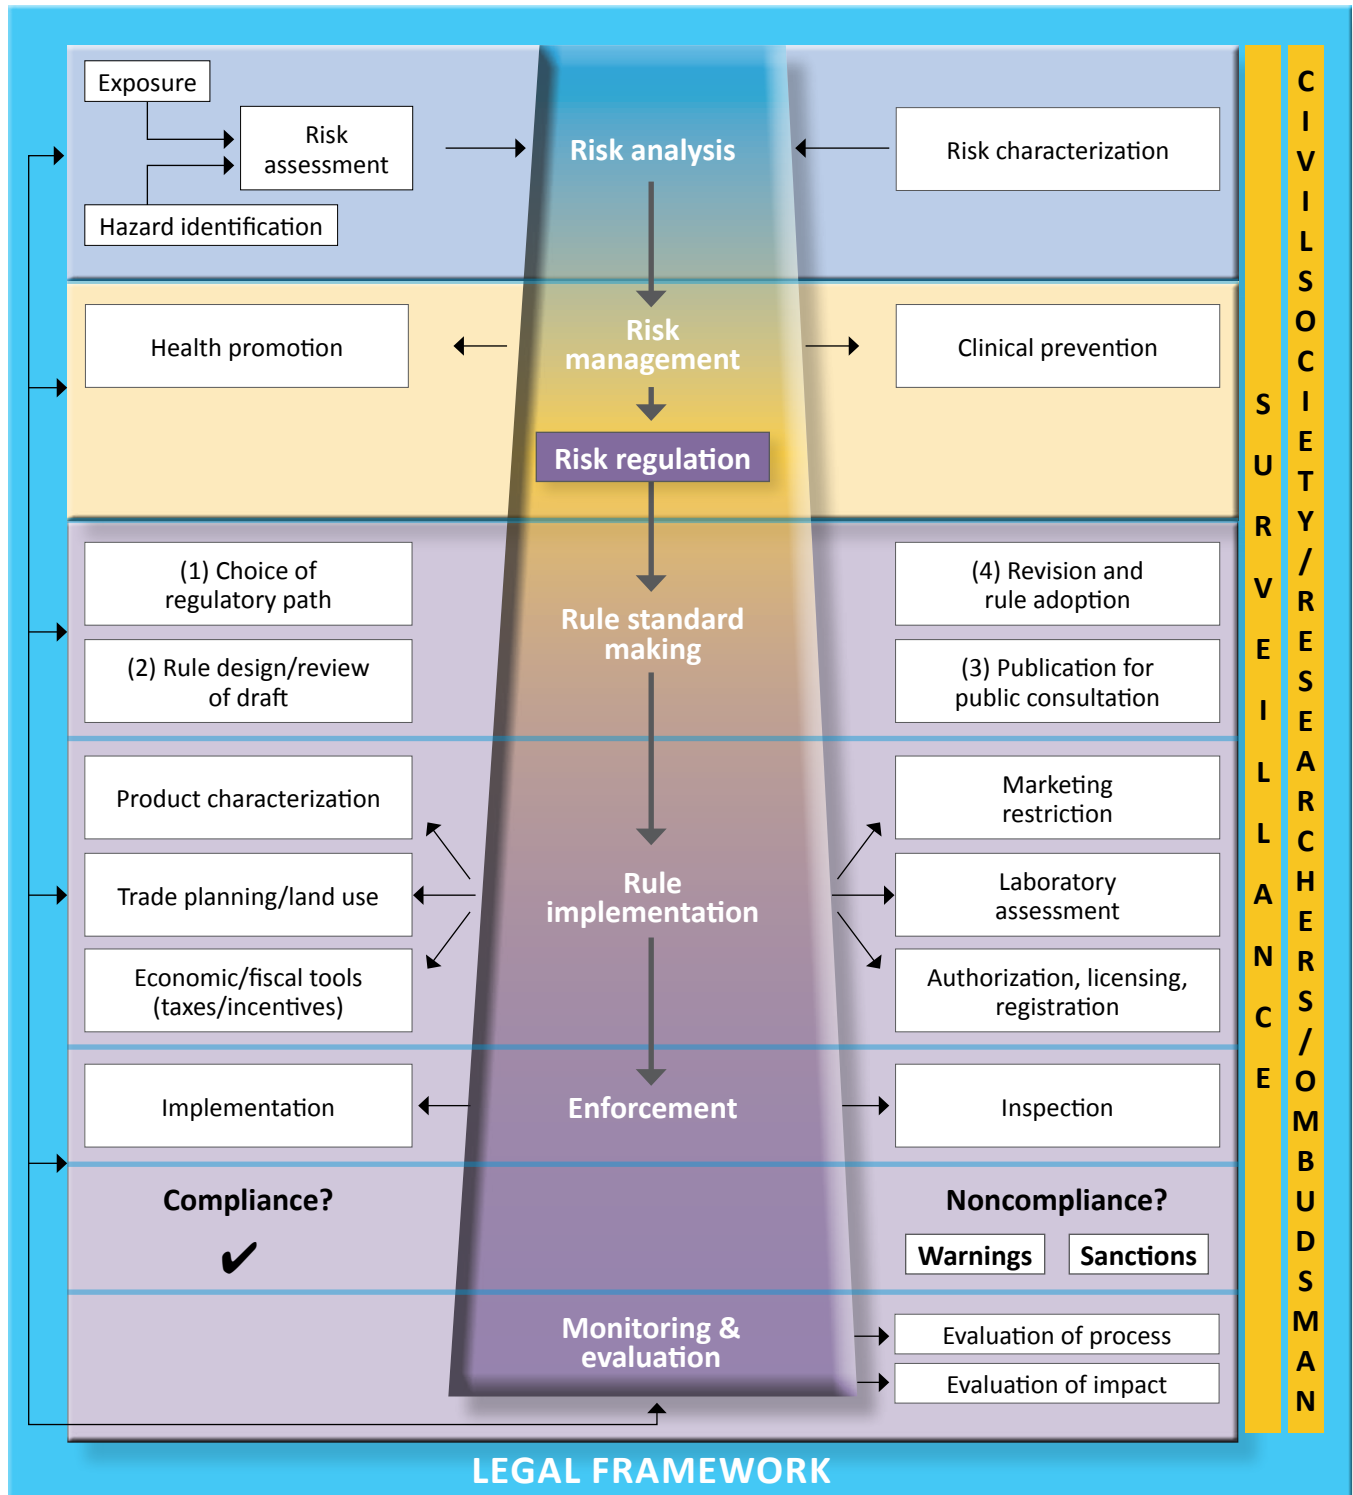 Exposure
Risk
assessment
Hazard identification
Risk analysis
Risk characterization
Health promotion
Risk
management
Clinical prevention
Risk regulation
(1) Choice of
regulatory path
(2) Rule design/review
of draft
Rule standard
making
(4) Revision and
rule adoption
(3) Publication for
public consultation
Product characterization
Trade planning/land use
Economic/fiscal tools
(taxes/incentives)
Rule
implementation
Marketing
restriction
Laboratory
assessment
Authorization, licensing,
registration
Implementation
Enforcement
Inspection
Compliance?
Noncompliance?
Warnings
Sanctions
Monitoring &
evaluation
Evaluation of process
Evaluation of impact
SURVEILLANCE
CIVILSOCIETY/RESEARCHERS/OMBUDSMAN
LEGAL FRAMEWORK